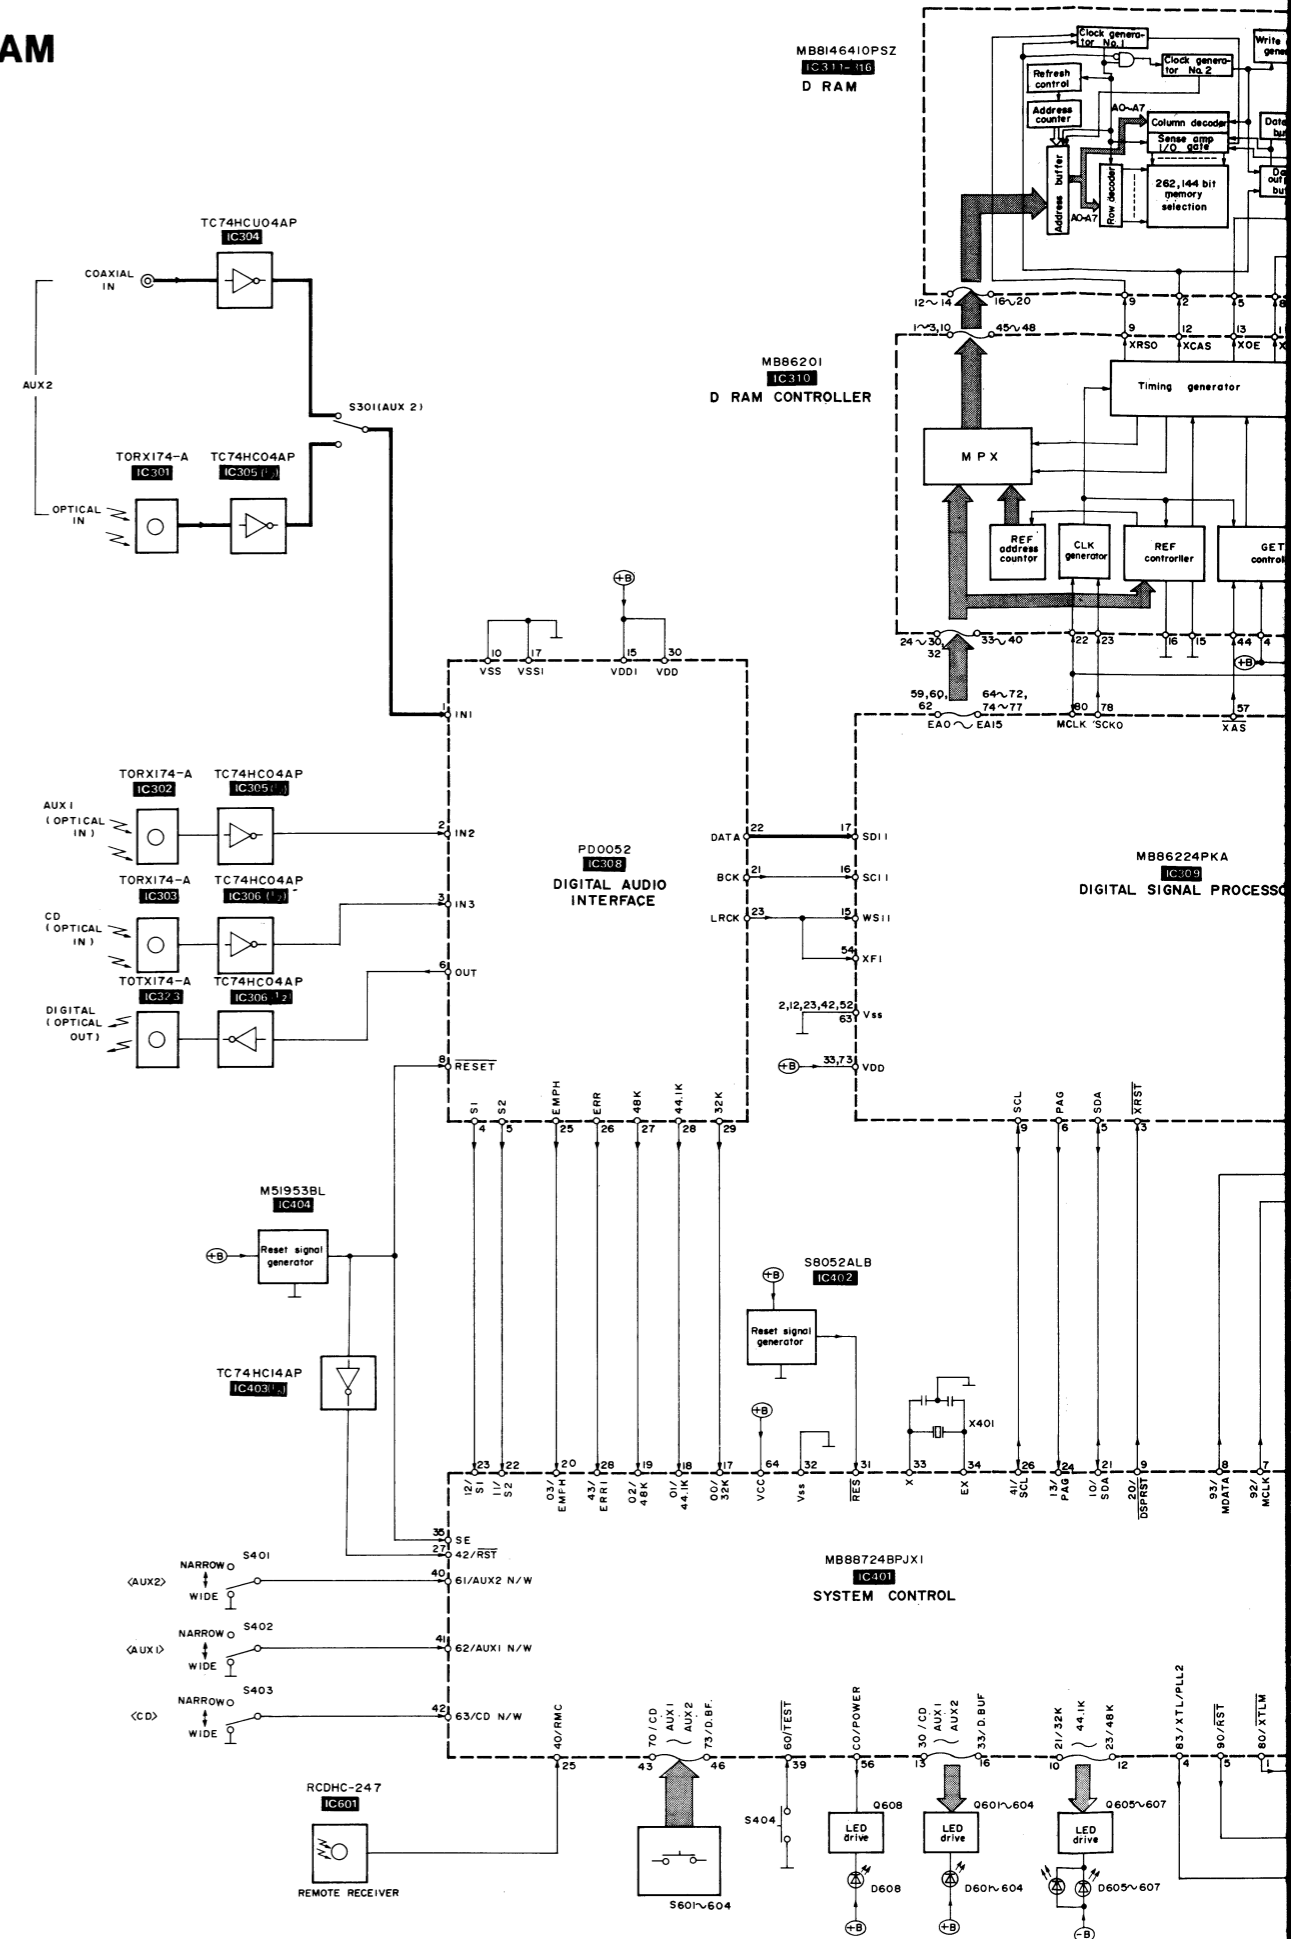 AM
MB814641OPSZ
IC311-316
D RAM
Clock genera-
tor No.1
Clock genera-
tor No.2
Refresh
control
Address
counter
Address buffer
A0~A7
A0-A7
Column decoder
Sense amp
I/O gate
Row decoder
262,144 bit
memory
selection
12~14
16~20
9
2
5
8
TC74HCU04AP
IC304
COAXIAL
IN
AUX2
S301(AUX 2)
TORX174-A
IC301
TC74HC04AP
OPTICAL
IN
MB86201
IC310
D RAM CONTROLLER
1~3,10
45~48
9
12
13
XRSO
XCAS
XOE
Timing generator
MPX
REF
address
countor
CLK
generator
REF
controller
24~30,
32
33~40
22
23
16
15
44
4
+B
+B
10
17
15
30
VSS
VSS1
VDD1
VDD
59,60,
62
64~72,
74~77
80
78
57
EA0~EA15
MCLK
SCKO
XAS
1
IN1
TORX174-A
IC302
TC74HC04AP
AUX1
(OPTICAL
IN)
2
IN2
TORX174-A
IC303
TC74HC04AP
CD
(OPTICAL
IN)
3
IN3
TOTX174-A
IC323
TC74HC04AP
DIGITAL
(OPTICAL
OUT)
6
OUT
8
RESET
PD0052
IC308
DIGITAL AUDIO
INTERFACE
DATA
22
17
SDI1
BCK
21
16
SCI1
LRCK
23
15
WSI1
54
XFI
2,12,23,42,52
63
Vss
+B
33,73
VDD
MB86224PKA
IC309
S1
S2
EMPH
ERR
48K
44.1K
32K
4
5
25
26
27
28
29
SCL
PAG
SDA
XRST
9
6
5
3
M51953BL
IC404
+B
Reset signal
generator
TC74HC14AP
S8052ALB
IC402
+B
Reset signal
generator
+B
X401
23
22
20
28
19
18
17
64
32
31
33
34
26
24
21
9
8
7
12/
S1
11/
S2
03/
EMFH
43/
ERR1
02/
48K
01/
44.1K
00/
32K
VCC
Vss
RES
X
EX
41/
SCL
13/
PAG
10/
SDA
20/
DSPRST
93/
MDATA
92/
MCLK
35
SE
27
42/RST
40
61/AUX2 N/W
41
62/AUX1 N/W
42
63/CD N/W
<AUX2>
NARROW
WIDE
S401
<AUX1>
NARROW
WIDE
S402
<CD>
NARROW
WIDE
S403
MB88724BPJX1
IC401
SYSTEM CONTROL
40/RMC
70/CD
AUX1
AUX2
73/D.BF.
60/TEST
CO/POWER
30/CD
AUX1
AUX2
33/D.BUF
21/32K
44.1K
23/48K
83/XTL/PLL2
90/RST
80/XTLM
25
43
46
39
56
13
16
10
12
4
5
1
RCDHC-247
IC601
REMOTE RECEIVER
S601~604
S404
Q608
LED
drive
D608
+B
Q601~604
LED
drive
D601~604
+B
Q605~607
LED
drive
D605~607
-B